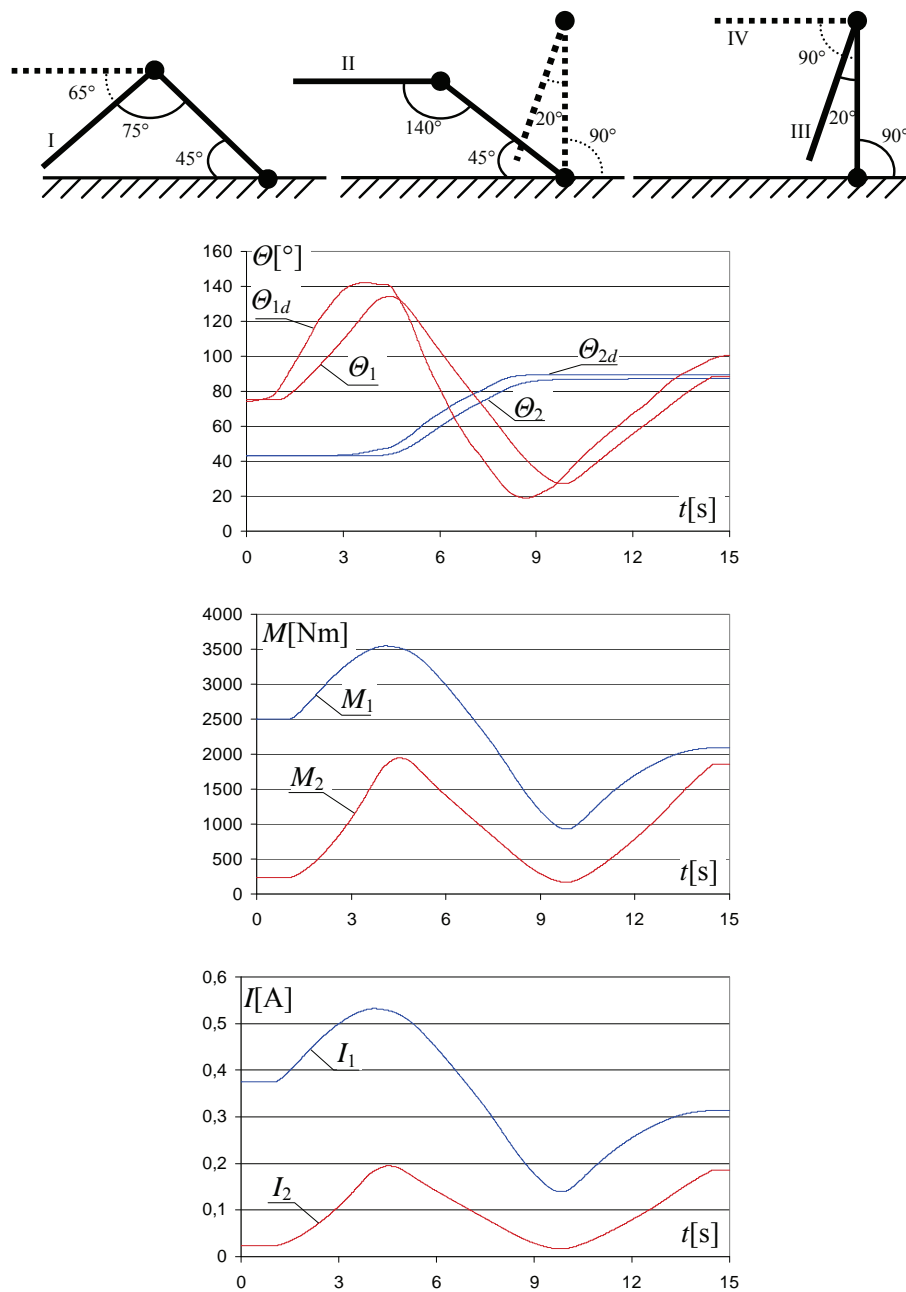 65°
I
75°
45°
II
140°
20°
45°
90°
IV
90°
III
20°
90°
Θ[°]
160
140
120
100
80
60
40
20
0
Θ1d
Θ1
Θ2d
Θ2
t[s]
0 3 6 9 12 15
M[Nm]
4000
3500
3000
2500
2000
1500
1000
500
0
M1
M2
t[s]
0 3 6 9 12 15
I[A]
0,6
0,5
0,4
0,3
0,2
0,1
0
I1
I2
t[s]
0 3 6 9 12 15